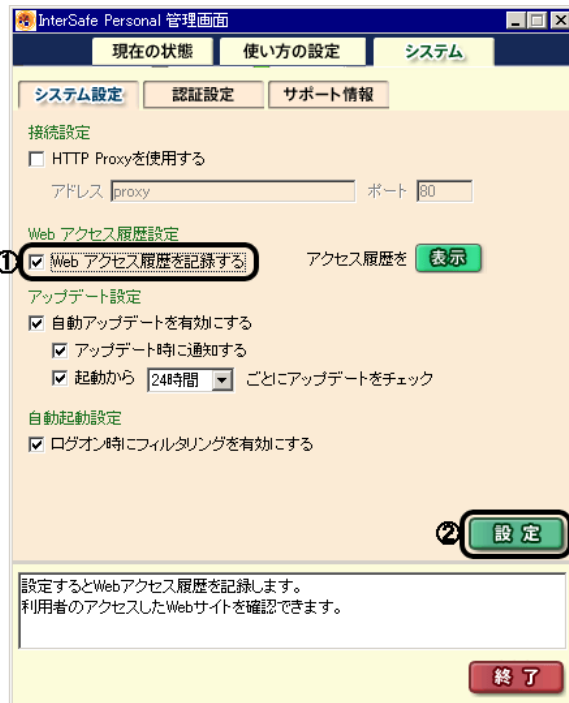 InterSafe Personal 管理画面
現在の状態 使い方の設定 システム
システム設定 認証設定 サポート情報
接続設定
HTTP Proxyを使用する
アドレス proxy ポート 80
Web アクセス履歴設定
① Web アクセス履歴を記録する アクセス履歴を 表示
アップデート設定
自動アップデートを有効にする
アップデート時に通知する
起動から 24時間 ごとにアップデートをチェック
自動起動設定
ログオン時にフィルタリングを有効にする
② 設定
設定するとWebアクセス履歴を記録します。
利用者のアクセスしたWebサイトを確認できます。
終了